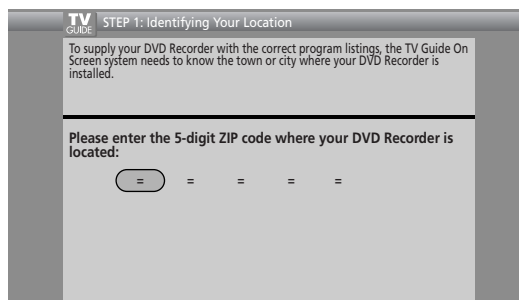 TV
GUIDE
STEP 1: Identifying Your Location
To supply your DVD Recorder with the correct program listings, the TV Guide On
Screen system needs to know the town or city where your DVD Recorder is
installed.
Please enter the 5-digit ZIP code where your DVD Recorder is
located:
= = = = =